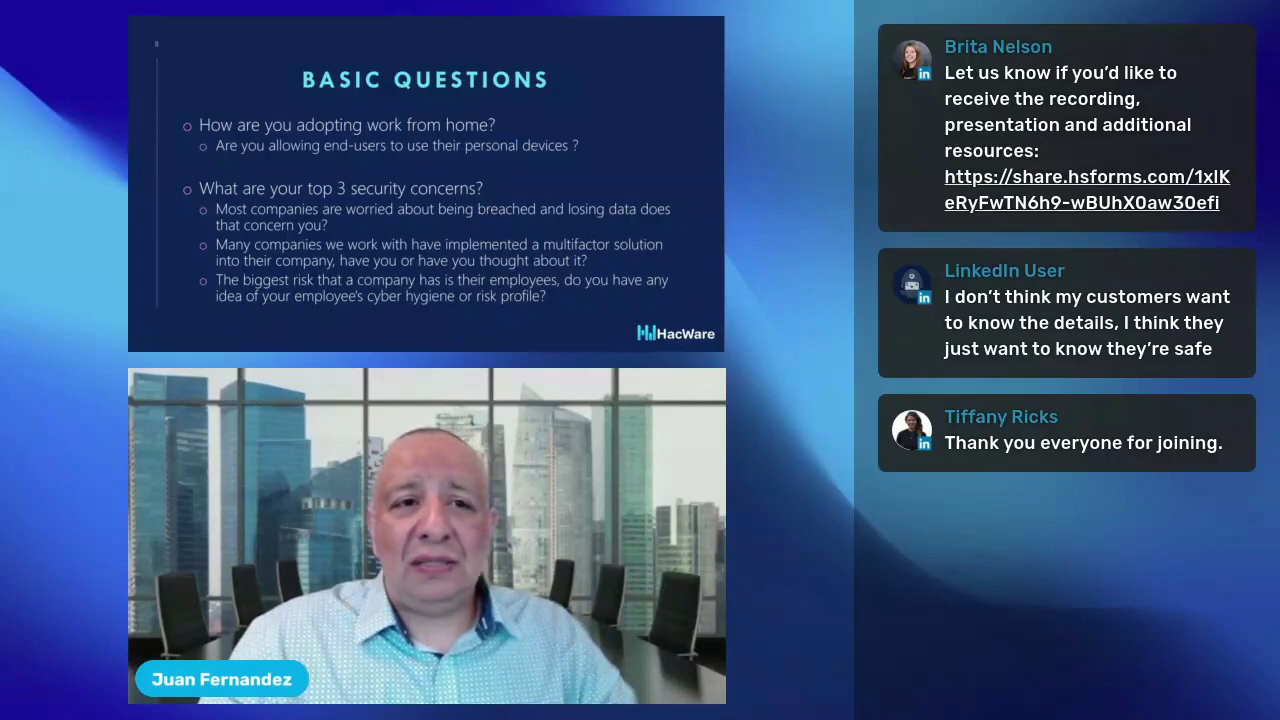 8
BASIC QUESTIONS
How are you adopting work from home?
Are you allowing end-users to use their personal devices ?
What are your top 3 security concerns?
Most companies are worried about being breached and losing data does
that concern you?
Many companies we work with have implemented a multifactor solution
into their company, have you or have you thought about it?
The biggest risk that a company has is their employees, do you have any
idea of your employee's cyber hygiene or risk profile?
HacWare
Juan Fernandez
Brita Nelson
in
Let us know if you’d like to
receive the recording,
presentation and additional
resources:
https://share.hsforms.com/1xIK
eRyFwTN6h9-wBUhX0aw30efi
LinkedIn User
in
I don’t think my customers want
to know the details, I think they
just want to know they’re safe
Tiffany Ricks
in
Thank you everyone for joining.